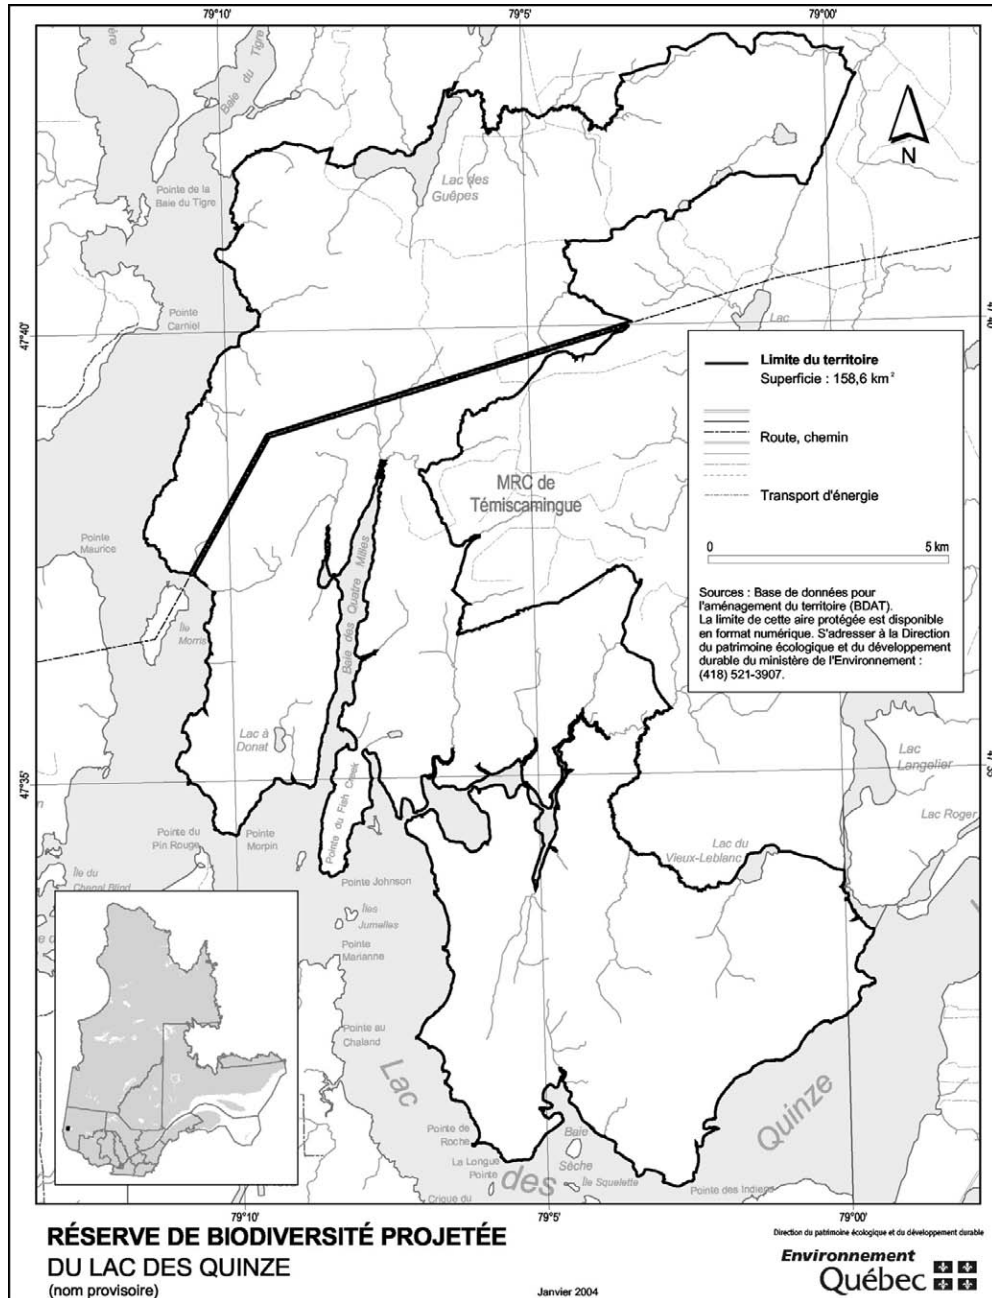 79°10'
79°5'
79°00'
Baie du Tigre
N
Lac des
Guêpes
Pointe de la
Baie du Tigre
Pointe
Carniel
47°40'
Lac
Limite du territoire
Superficie : 158,6 km²
Route, chemin
Transport d'énergie
0
5 km
Sources : Base de données pour
l'aménagement du territoire (BDAT).
La limite de cette aire protégée est disponible
en format numérique. S'adresser à la Direction
du patrimoine écologique et du développement
durable du ministère de l'Environnement :
(418) 521-3907.
MRC de
Témiscamingue
Pointe
Maurice
Baie des Quatre Milles
Île
Morris
Lac à
Donat
Lac
Langelier
47°35'
Lac Roger
Pointe du
Pin Rouge
Pointe
Morpin
Pointe du Fish Creek
Lac du
Vieux-Leblanc
Île du
Chenal Blind
Pointe Johnson
Îles
Jumelles
Pointe
Marianne
Pointe au
Chaland
Lac
des
Quinze
Pointe de
Roche
La Longue
Pointe
Crique du
Baie
Sèche
Île Squelette
Pointe des Indiens
79°10'
79°5'
79°00'
RÉSERVE DE BIODIVERSITÉ PROJETÉE
DU LAC DES QUINZE
(nom provisoire)
Janvier 2004
Direction du patrimoine écologique et du développement durable
Environnement
Québec